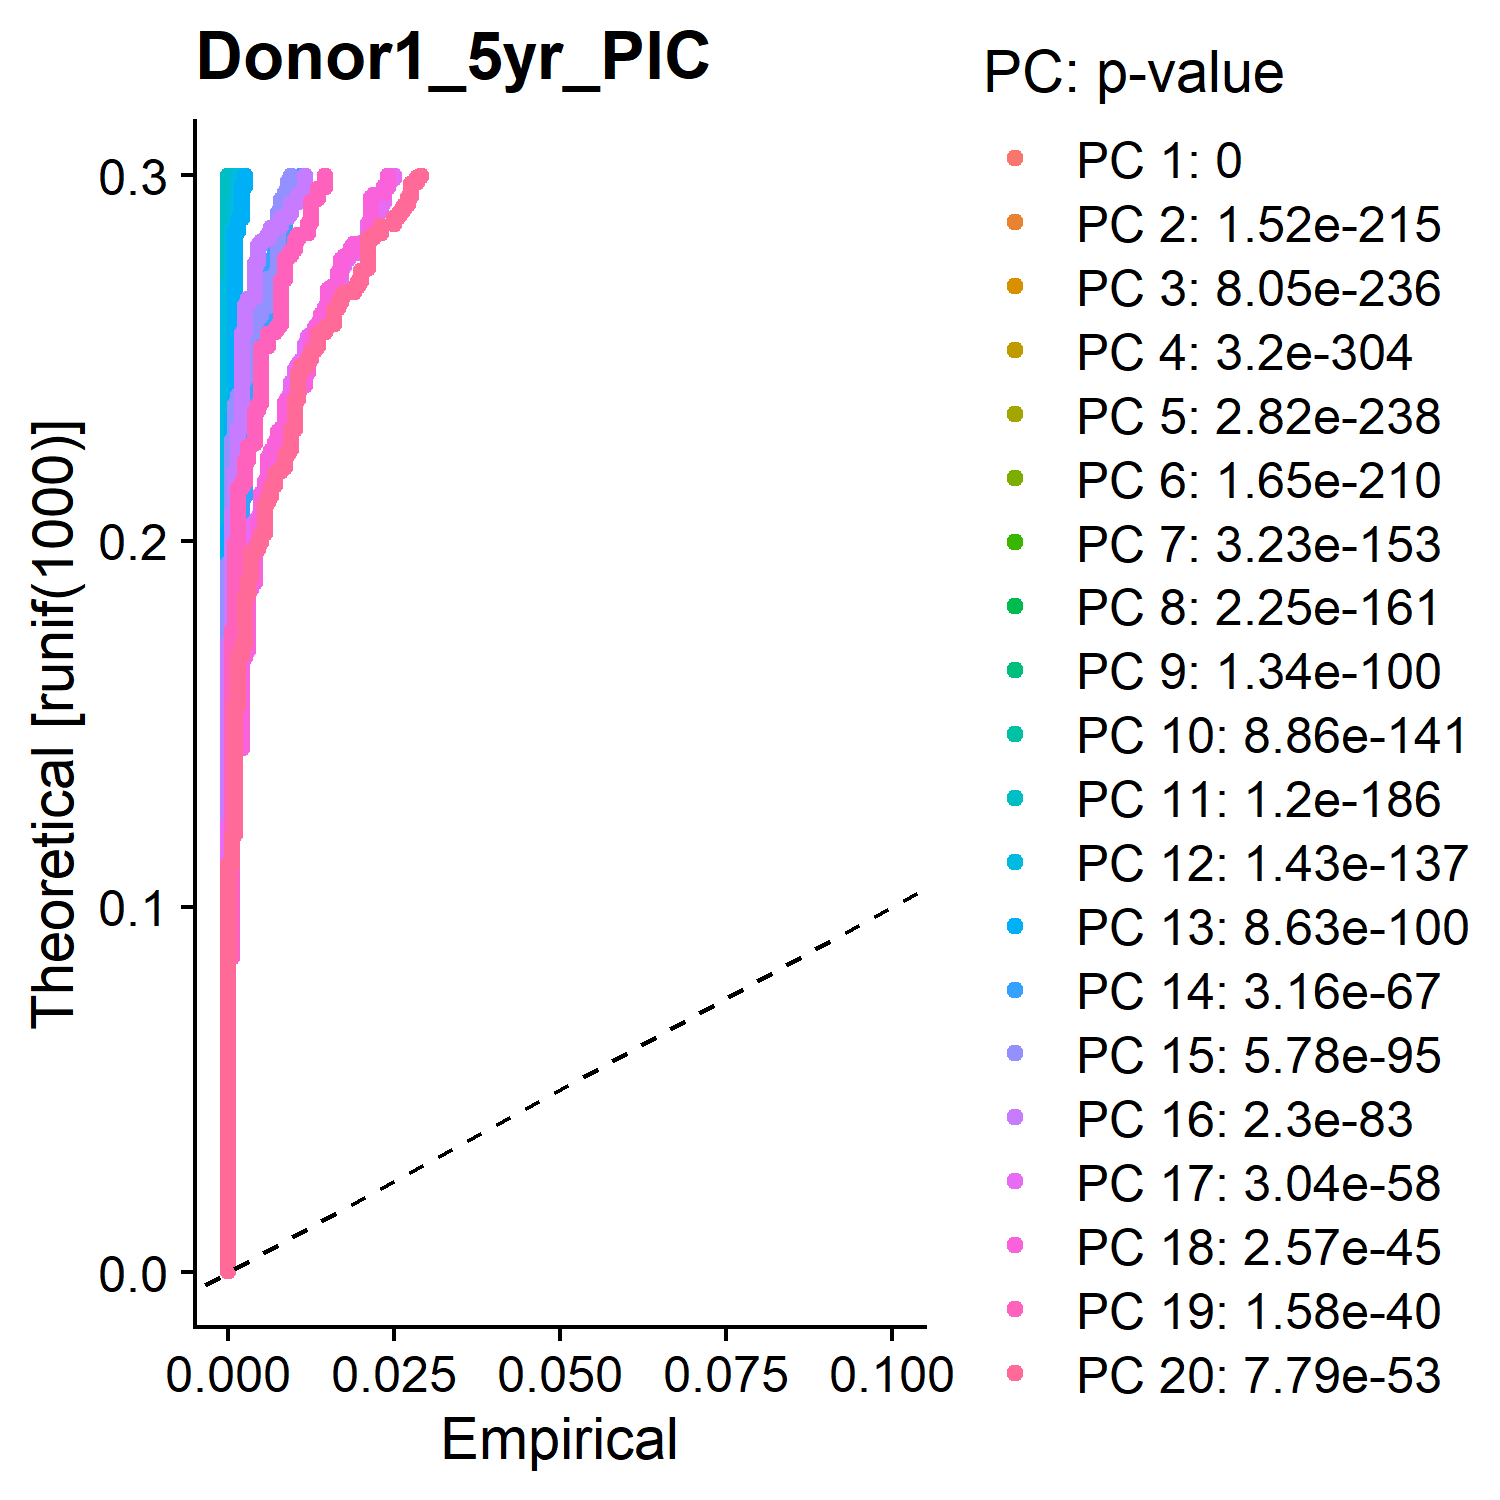 Donor1_5yr_PIC
PC: p-value
PC 1: 0
PC 2: 1.52e-215
PC 3: 8.05e-236
PC 4: 3.2e-304
PC 5: 2.82e-238
PC 6: 1.65e-210
PC 7: 3.23e-153
PC 8: 2.25e-161
PC 9: 1.34e-100
PC 10: 8.86e-141
PC 11: 1.2e-186
PC 12: 1.43e-137
PC 13: 8.63e-100
PC 14: 3.16e-67
PC 15: 5.78e-95
PC 16: 2.3e-83
PC 17: 3.04e-58
PC 18: 2.57e-45
PC 19: 1.58e-40
PC 20: 7.79e-53
Theoretical [runif(1000)]
0.3
0.2
0.1
0.0
0.000 0.025 0.050 0.075 0.100
Empirical